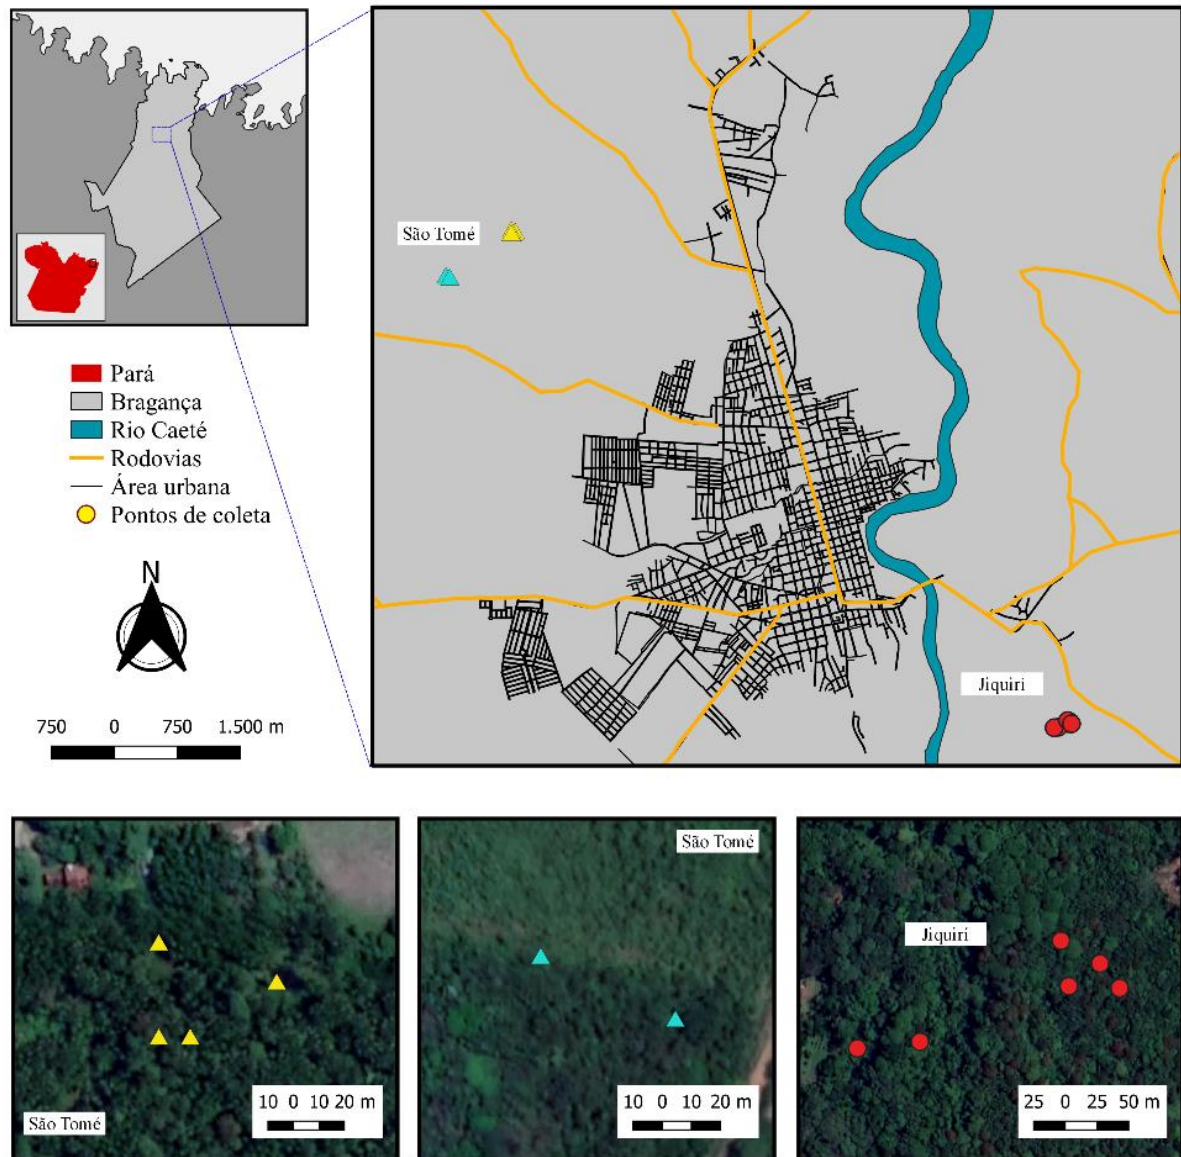 São Tomé
Jiquiri
Pará
Bragança
Rio Caeté
Rodovias
Área urbana
Pontos de coleta
N
750 0 750 1.500 m
São Tomé
10 0 10 20 m
São Tomé
10 0 10 20 m
Jiquiri
25 0 25 50 m